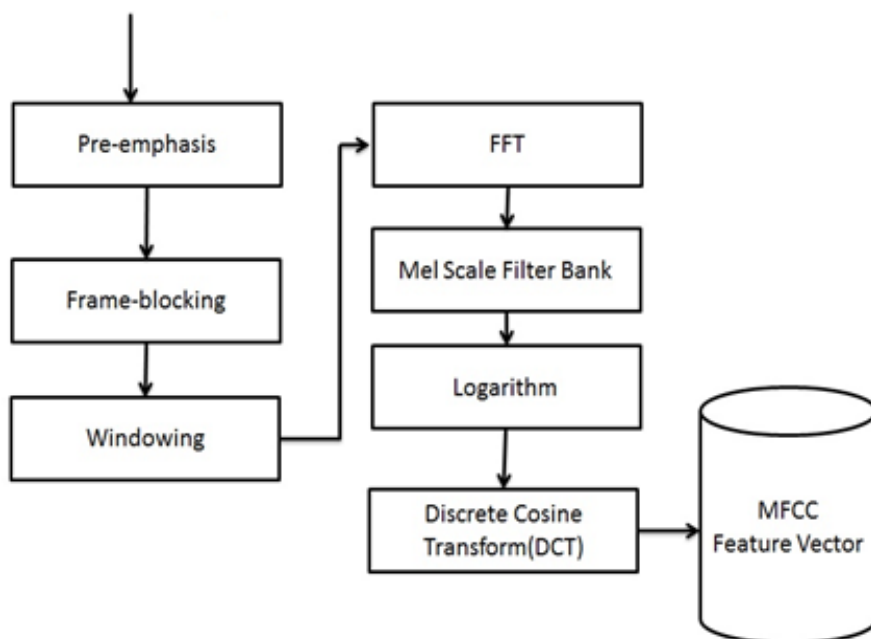 Pre-emphasis
Frame-blocking
Windowing
FFT
Mel Scale Filter Bank
Logarithm
Discrete Cosine
Transform(DCT)
MFCC
Feature Vector